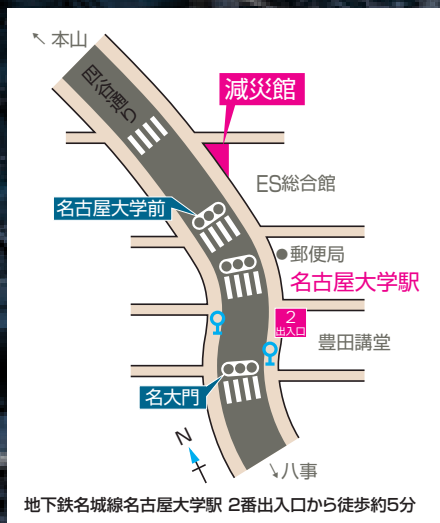 本山
四谷通り
減災館
ES総合館
名古屋大学前
郵便局
名古屋大学駅
2
出入口
豊田講堂
名大門
N
八事
地下鉄名城線名古屋大学駅 2番出入口から徒歩約5分